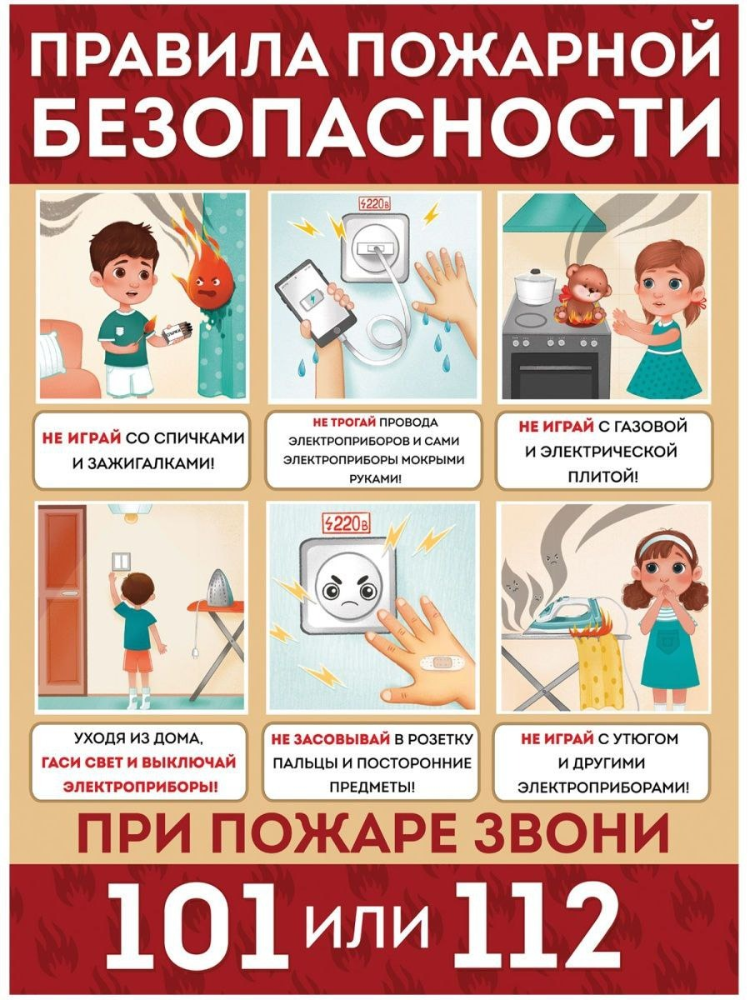 ПРАВИЛА ПОЖАРНОЙ
БЕЗОПАСНОСТИ
СПИЧКИ
НЕ ИГРАЙ СО СПИЧКАМИ
И ЗАЖИГАЛКАМИ!
220В
НЕ ТРОГАЙ ПРОВОДА
ЭЛЕКТРОПРИБОРОВ И САМИ
ЭЛЕКТРОПРИБОРЫ МОКРЫМИ
РУКАМИ!
НЕ ИГРАЙ С ГАЗОВОЙ
И ЭЛЕКТРИЧЕСКОЙ
ПЛИТОЙ!
УХОДЯ ИЗ ДОМА,
ГАСИ СВЕТ И ВЫКЛЮЧАЙ
ЭЛЕКТРОПРИБОРЫ!
220В
НЕ ЗАСОВЫВАЙ В РОЗЕТКУ
ПАЛЬЦЫ И ПОСТОРОННИЕ
ПРЕДМЕТЫ!
НЕ ИГРАЙ С УТЮГОМ
И ДРУГИМИ
ЭЛЕКТРОПРИБОРАМИ!
ПРИ ПОЖАРЕ ЗВОНИ
101 ИЛИ 112